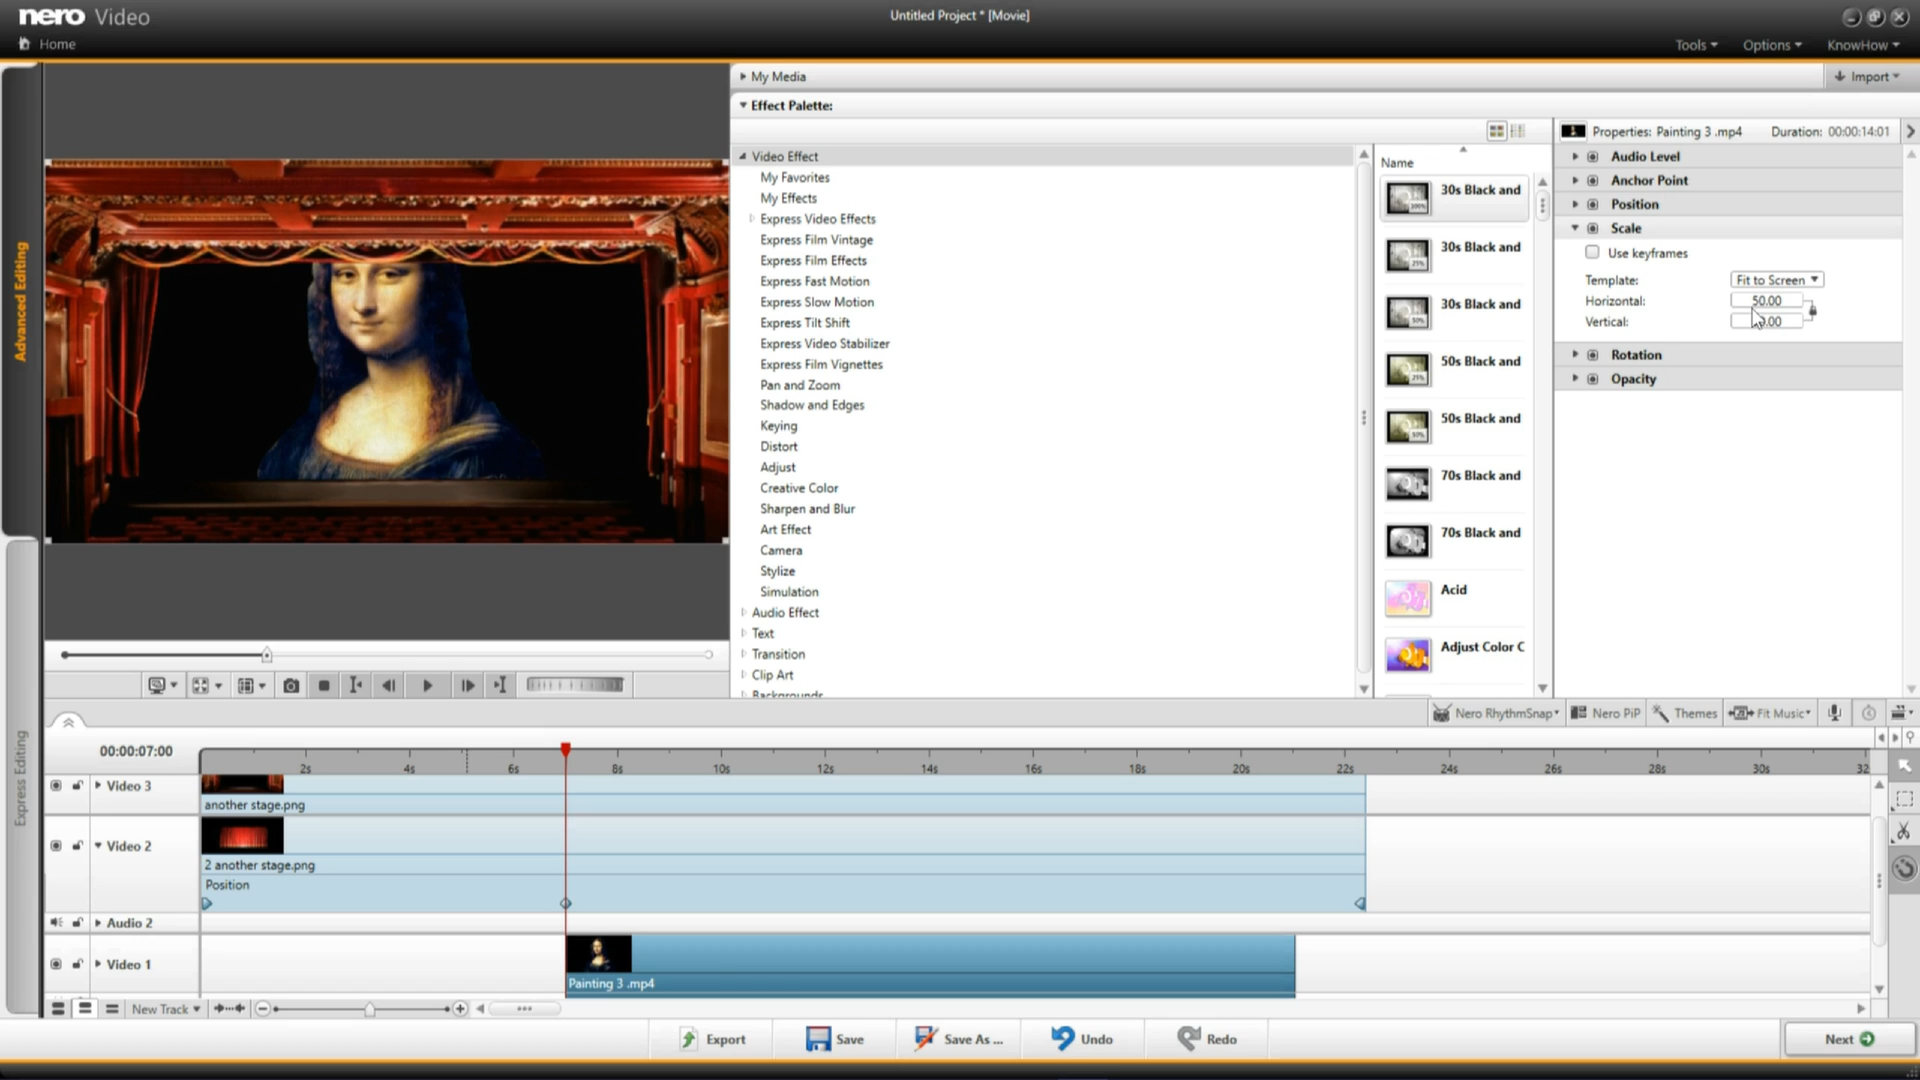 nero Video
Untitled Project * [Movie]
Home
Tools
Options
KnowHow
My Media
Import
Effect Palette:
Advanced Editing
Express Editing
Video Effect
My Favorites
My Effects
Express Video Effects
Express Film Vintage
Express Film Effects
Express Fast Motion
Express Slow Motion
Express Tilt Shift
Express Video Stabilizer
Express Film Vignettes
Pan and Zoom
Shadow and Edges
Keying
Distort
Adjust
Creative Color
Sharpen and Blur
Art Effect
Camera
Stylize
Simulation
Audio Effect
Text
Transition
Clip Art
Backgrounds
Name
30s Black and
30s Black and
30s Black and
50s Black and
50s Black and
70s Black and
70s Black and
Acid
Adjust Color C
Properties: Painting 3 .mp4 Duration: 00:00:14:01
Audio Level
Anchor Point
Position
Scale
Use keyframes
Template: Fit to Screen
Horizontal: 50.00
Vertical:
Rotation
Opacity
Nero RhythmSnap
Nero PiP
Themes
Fit Music
00:00:07:00
2s 4s 6s 8s 10s 12s 14s 16s 18s 20s 22s 24s 26s 28s 30s 32
Video 3
another stage.png
Video 2
2 another stage.png
Position
Audio 2
Video 1
Painting 3 .mp4
New Track
Export
Save
Save As ...
Undo
Redo
Next